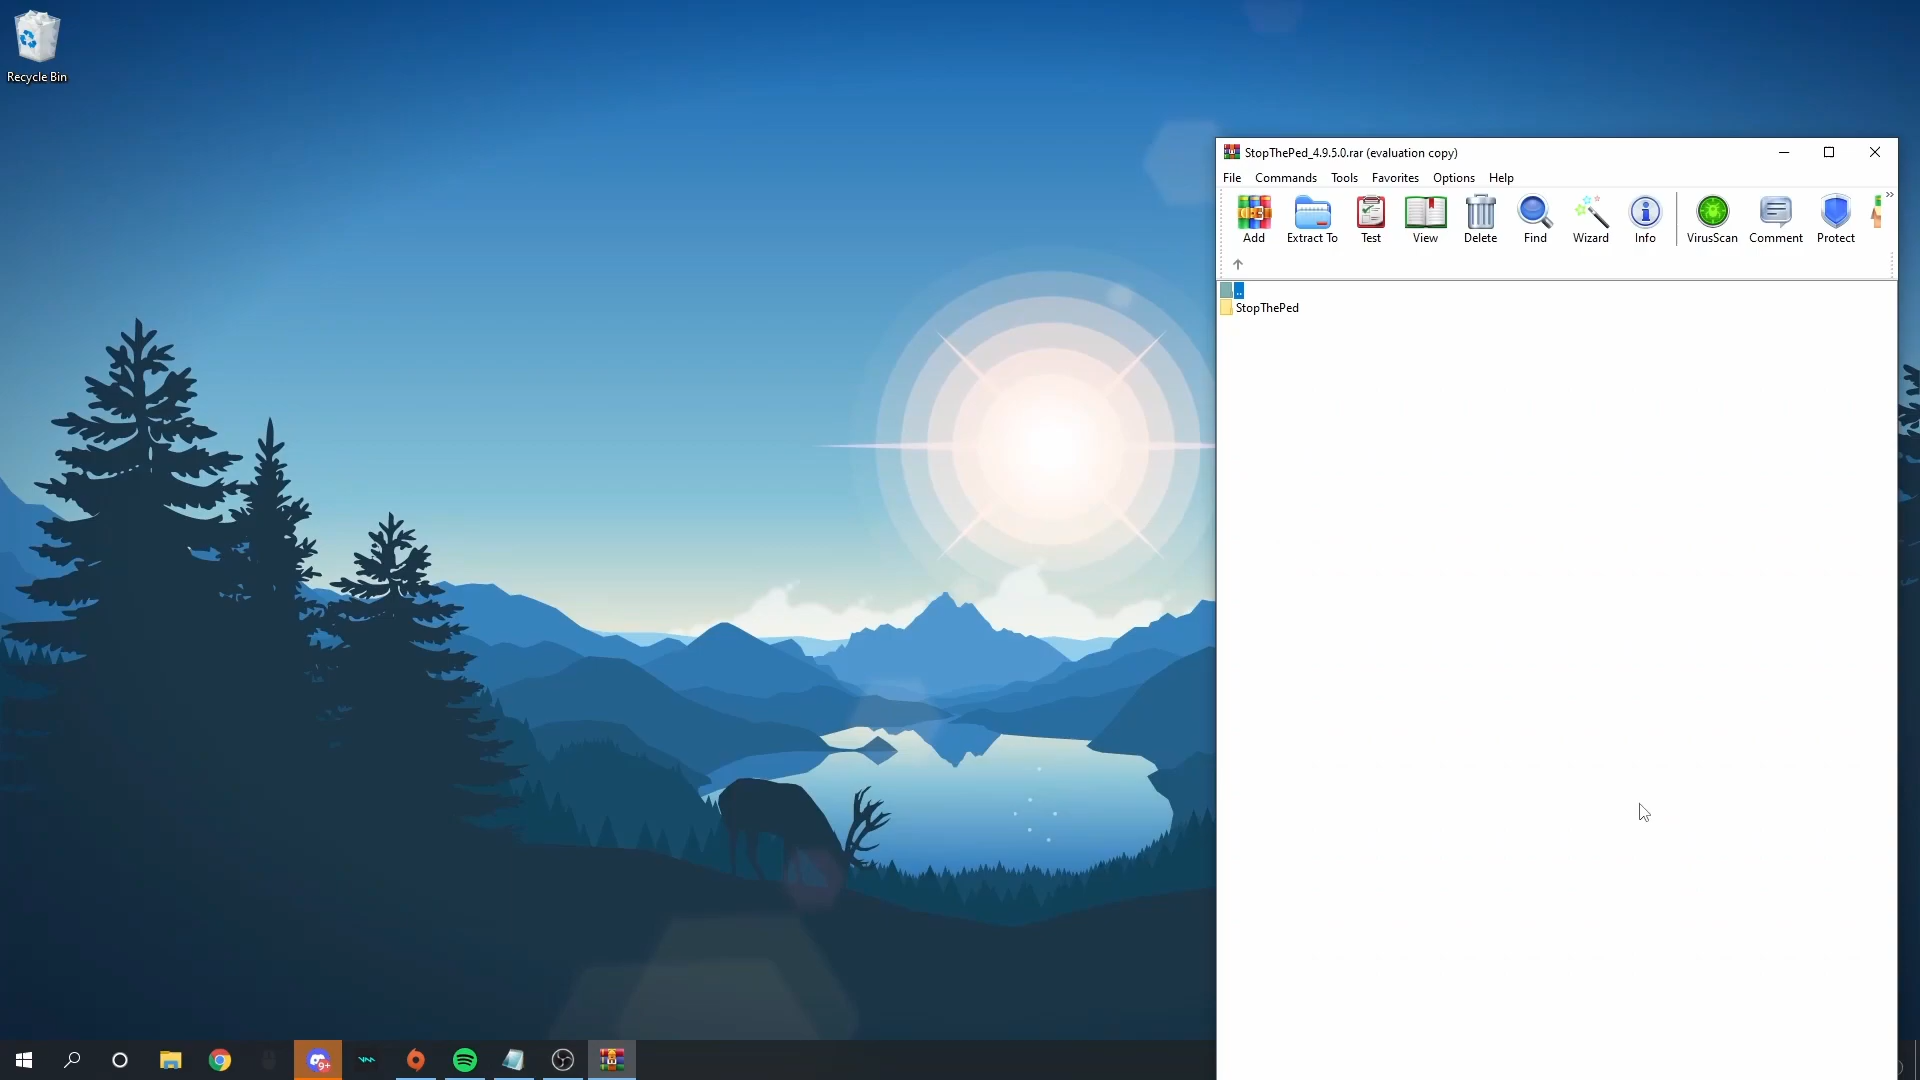 Recycle Bin
StopThePed_4.9.5.0.rar (evaluation copy)
File Commands Tools Favorites Options Help
Add Extract To Test View Delete Find Wizard Info VirusScan Comment Protect
..
StopThePed
9+